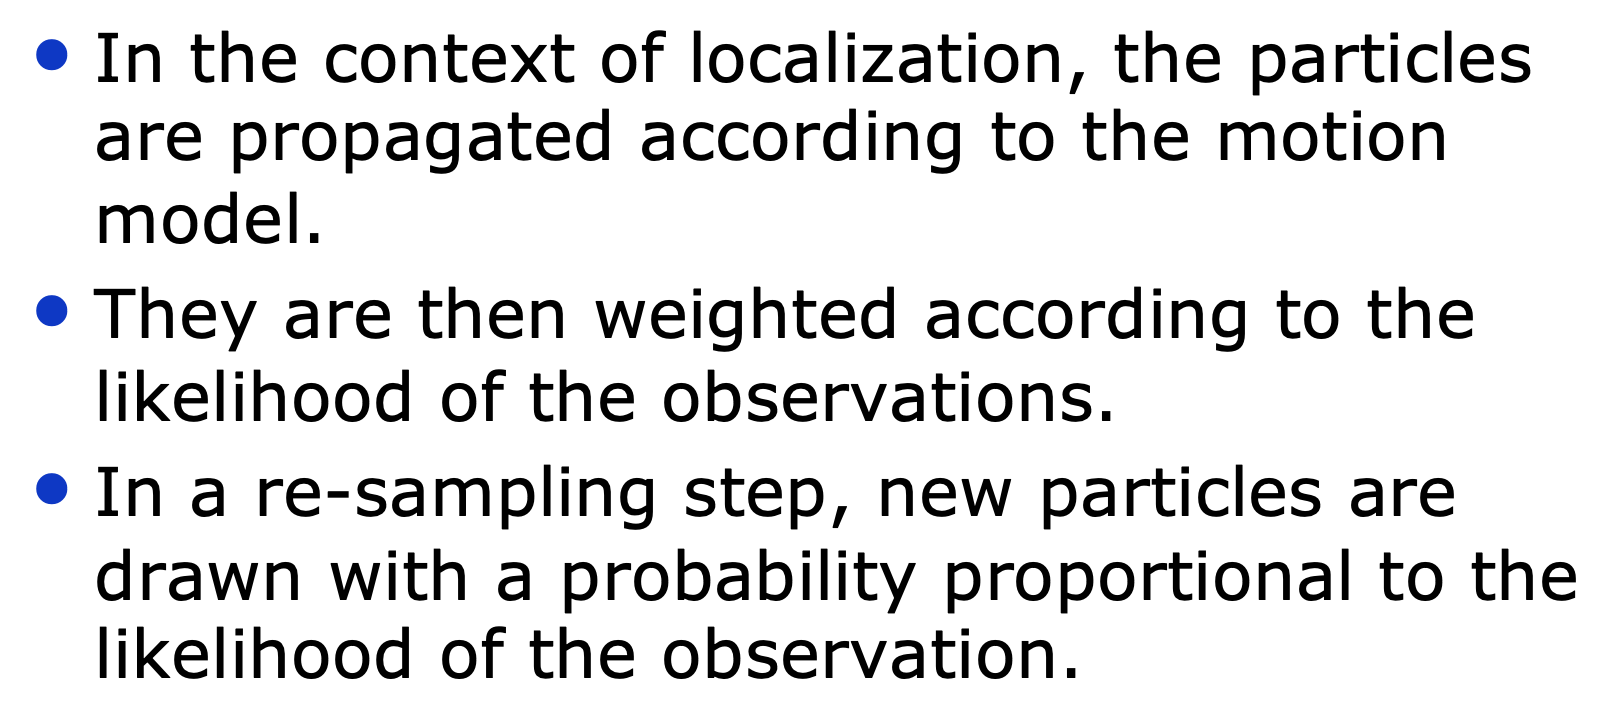 • In the context of localization, the particles
are propagated according to the motion
model.
• They are then weighted according to the
likelihood of the observations.
• In a re-sampling step, new particles are
drawn with a probability proportional to the
likelihood of the observation.